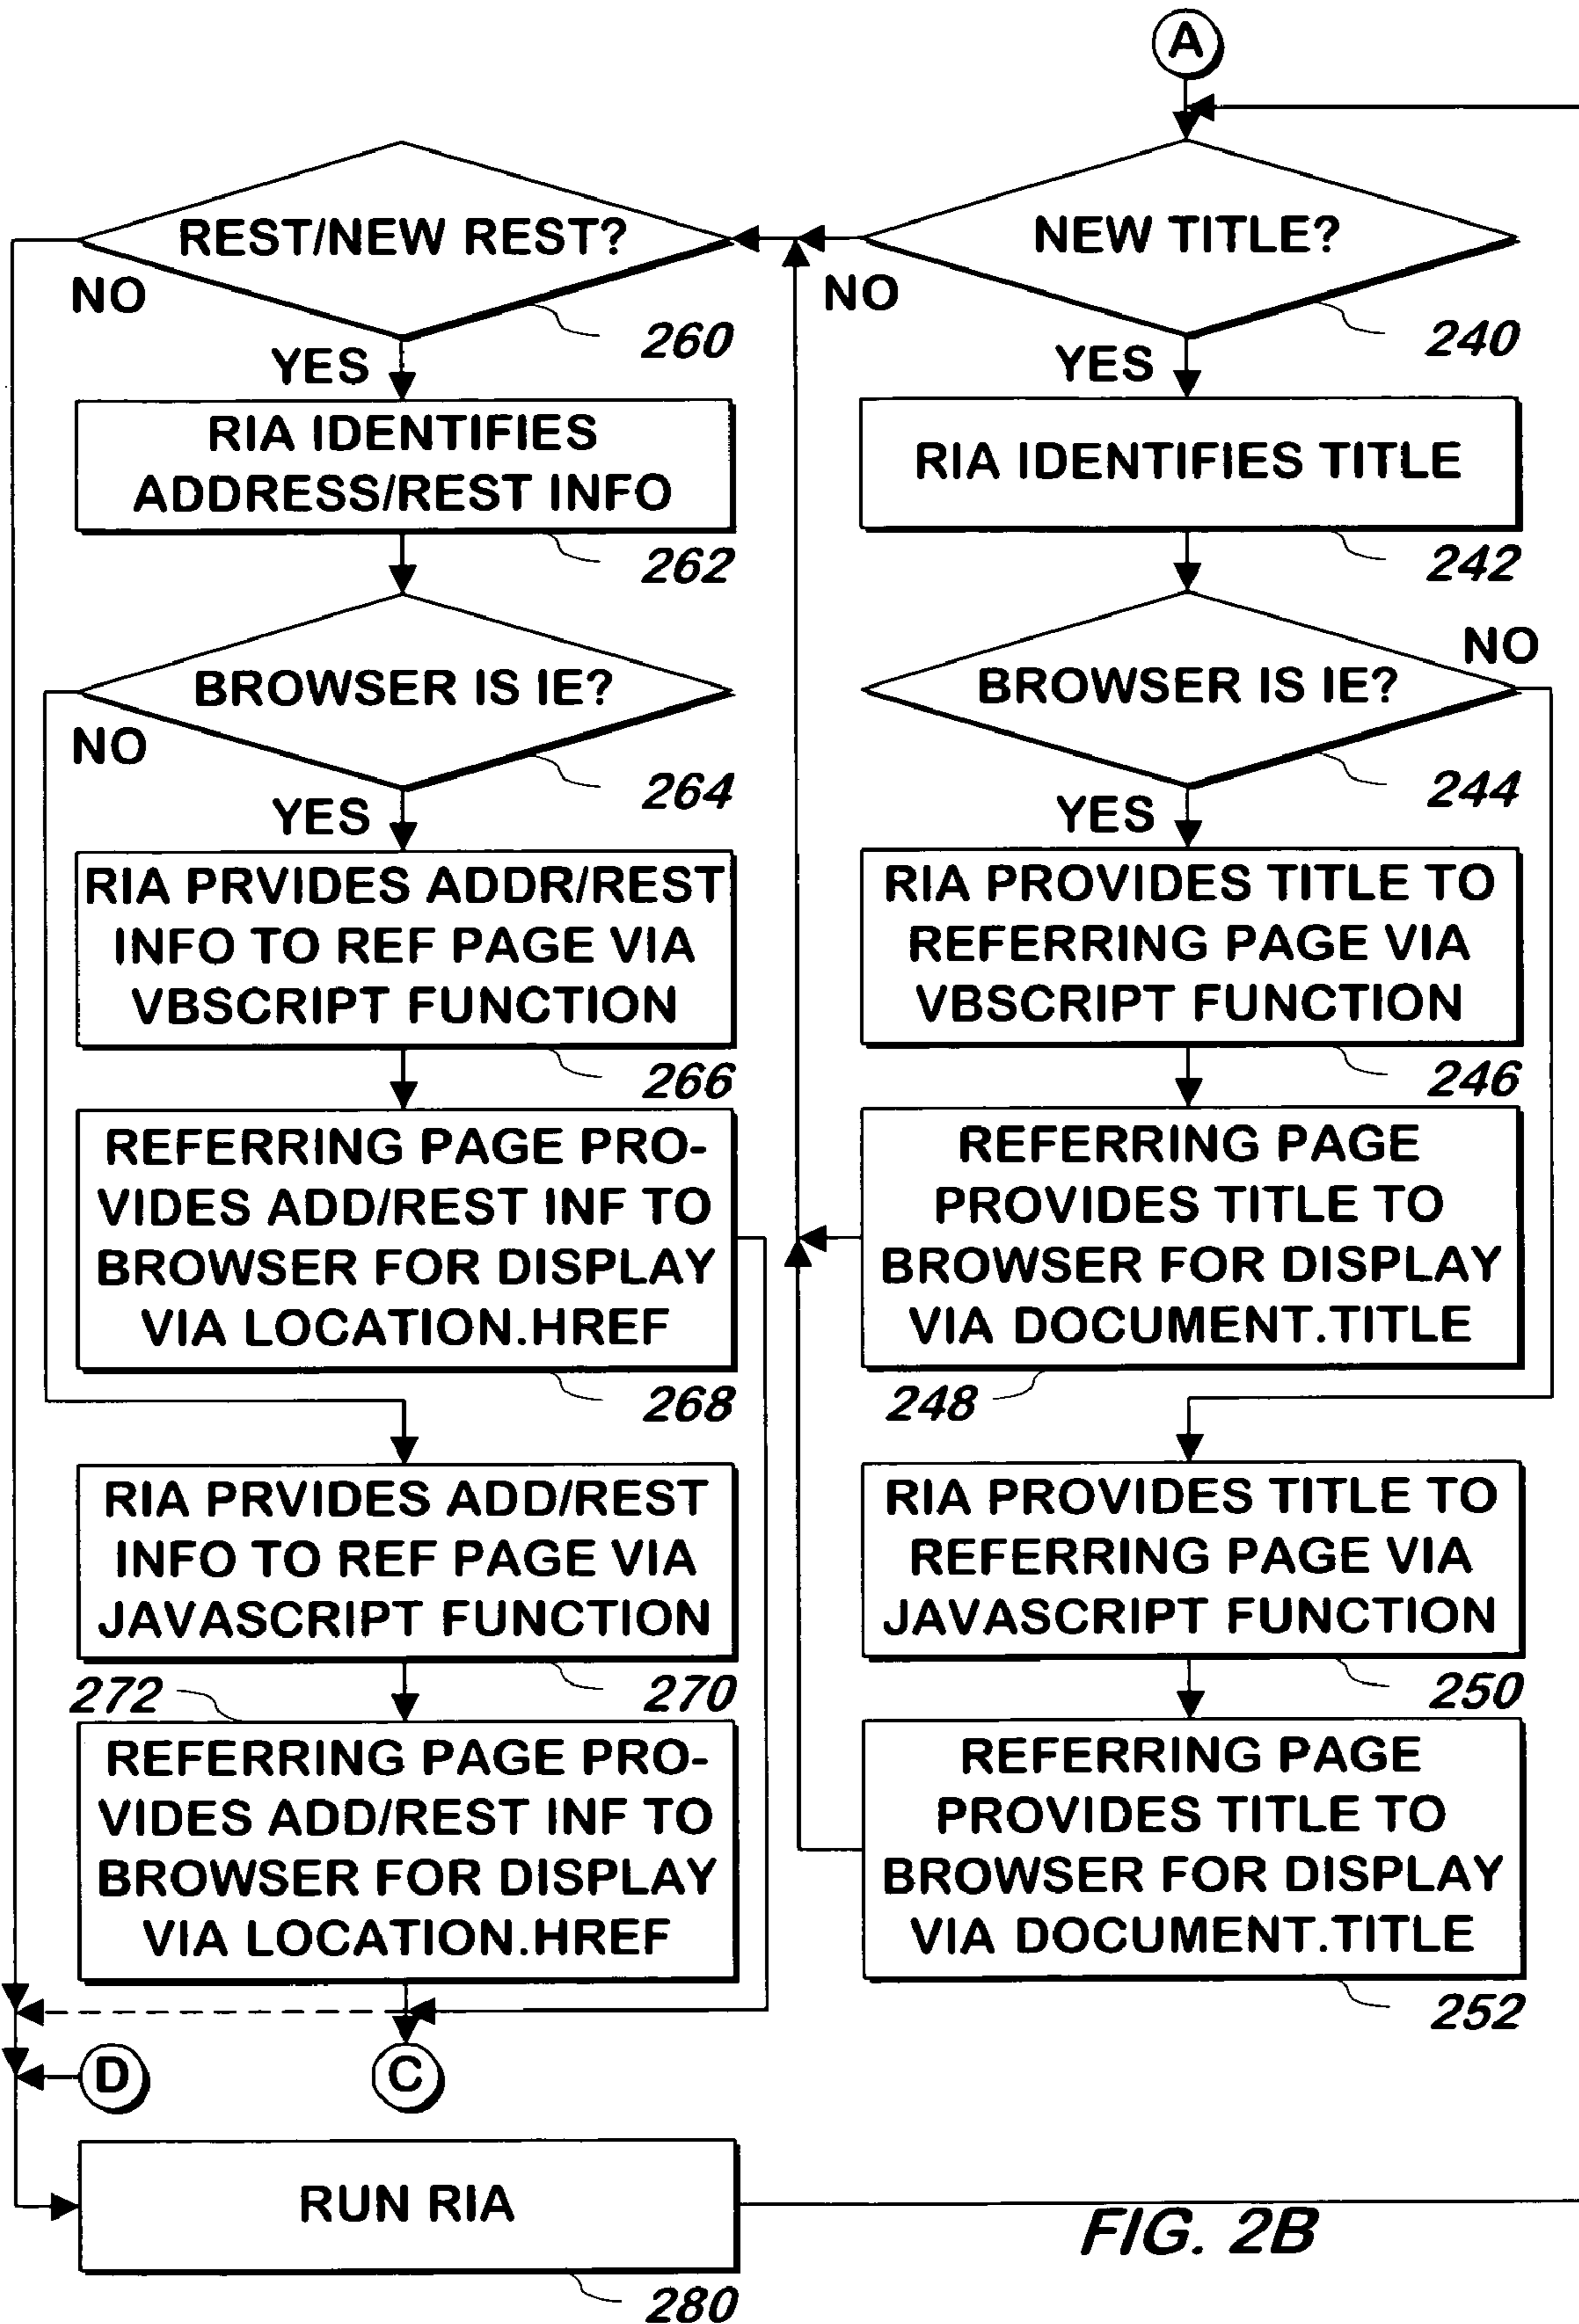 A
NEW TITLE?
NO
240
YES
RIA IDENTIFIES TITLE
242
BROWSER IS IE?
NO
244
YES
RIA PROVIDES TITLE TO
REFERRING PAGE VIA
VBSCRIPT FUNCTION
246
REFERRING PAGE
PROVIDES TITLE TO
BROWSER FOR DISPLAY
VIA DOCUMENT.TITLE
248
RIA PROVIDES TITLE TO
REFERRING PAGE VIA
JAVASCRIPT FUNCTION
250
REFERRING PAGE
PROVIDES TITLE TO
BROWSER FOR DISPLAY
VIA DOCUMENT.TITLE
252
REST/NEW REST?
NO
260
YES
RIA IDENTIFIES
ADDRESS/REST INFO
262
BROWSER IS IE?
NO
264
YES
RIA PRVIDES ADDR/REST
INFO TO REF PAGE VIA
VBSCRIPT FUNCTION
266
REFERRING PAGE PRO-
VIDES ADD/REST INF TO
BROWSER FOR DISPLAY
VIA LOCATION.HREF
268
RIA PRVIDES ADD/REST
INFO TO REF PAGE VIA
JAVASCRIPT FUNCTION
270
272
REFERRING PAGE PRO-
VIDES ADD/REST INF TO
BROWSER FOR DISPLAY
VIA LOCATION.HREF
D
C
RUN RIA
280
FIG. 2B